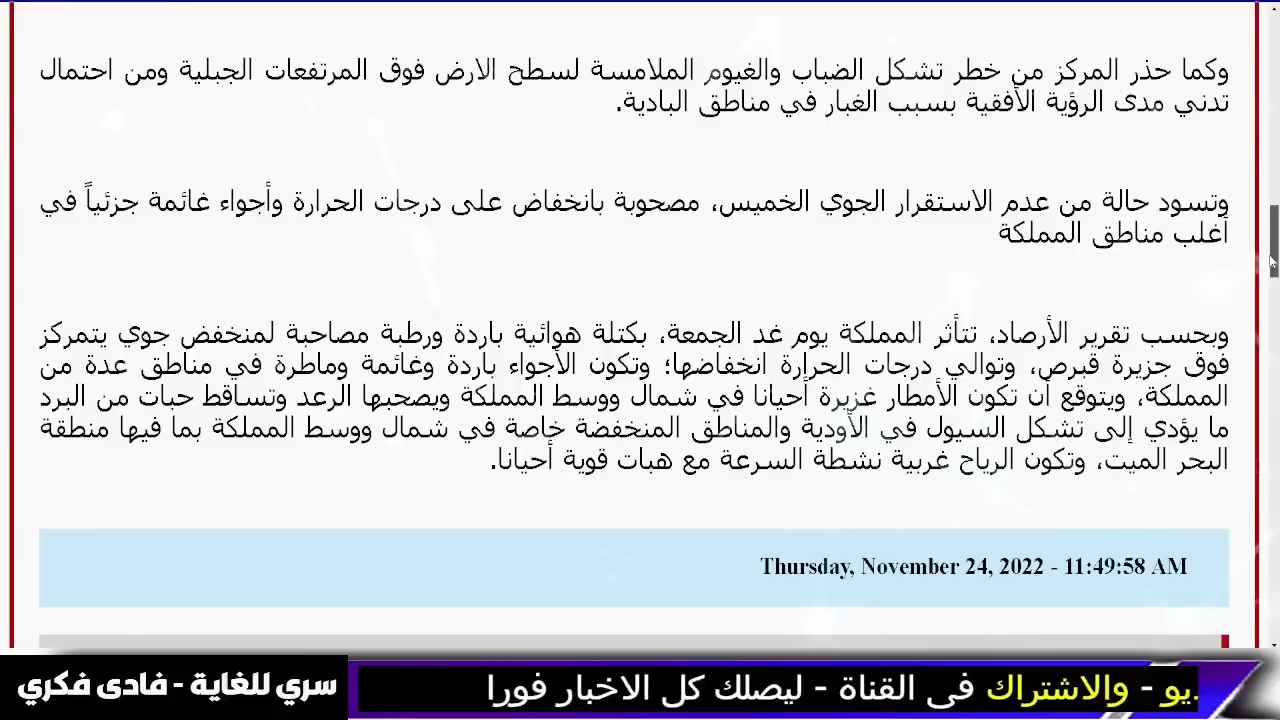 وكما حذر المركز من خطر تشكل الضباب والغيوم الملامسة لسطح الارض فوق المرتفعات الجبلية ومن احتمال
تدني مدى الرؤية الأفقية بسبب الغبار في مناطق البادية.
وتسود حالة من عدم الاستقرار الجوي الخميس، مصحوبة بانخفاض على درجات الحرارة وأجواء غائمة جزئياً في
أغلب مناطق المملكة
وبحسب تقرير الأرصاد، تتأثر المملكة يوم غد الجمعة، بكتلة هوائية باردة ورطبة مصاحبة لمنخفض جوي يتمركز
فوق جزيرة قبرص، وتوالي درجات الحرارة انخفاضها؛ وتكون الأجواء باردة وغائمة وماطرة في مناطق عدة من
المملكة، ويتوقع أن تكون الأمطار غزيرة أحيانا في شمال ووسط المملكة ويصحبها الرعد وتساقط حبات من البرد
ما يؤدي إلى تشكل السيول في الأودية والمناطق المنخفضة خاصة في شمال ووسط المملكة بما فيها منطقة
البحر الميت، وتكون الرياح غربية نشطة السرعة مع هبات قوية أحيانا.
Thursday, November 24, 2022 - 11:49:58 AM
- والاشتراك فى القناة - ليصلك كل الاخبار فورا
سري للغاية - فادى فكري